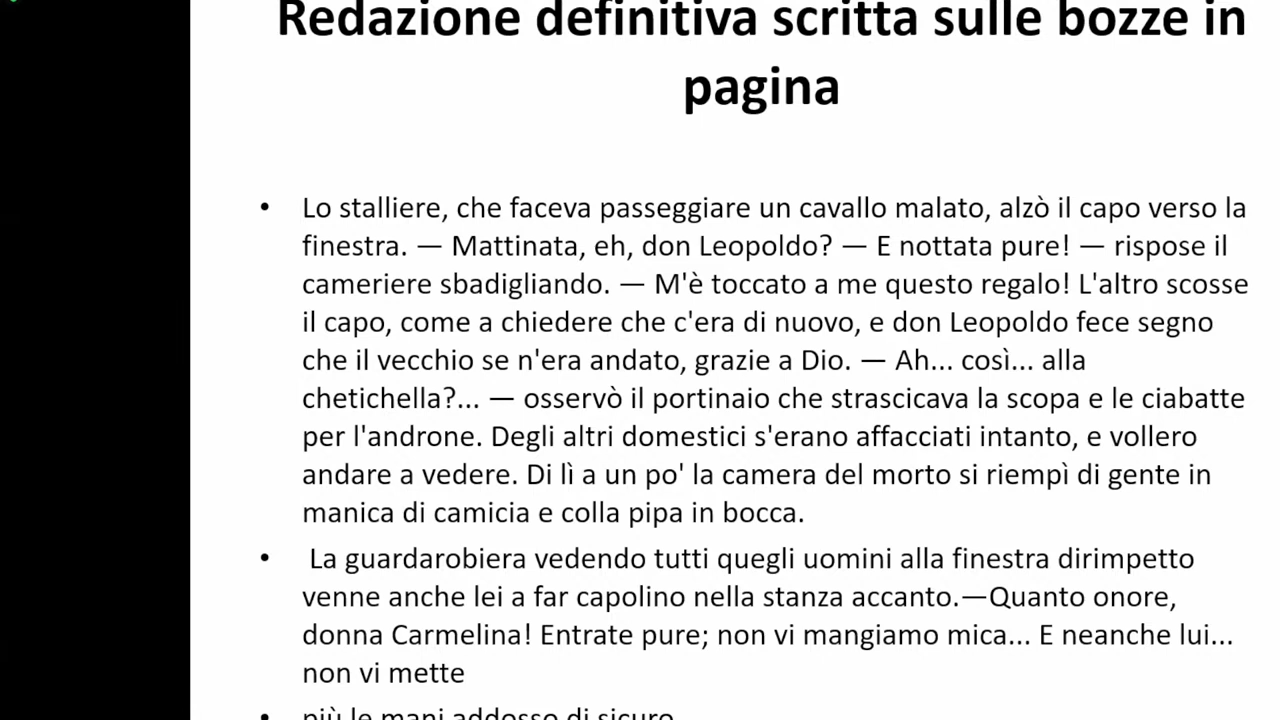 Redazione definitiva scritta sulle bozze in
pagina
• Lo stalliere, che faceva passeggiare un cavallo malato, alzò il capo verso la
finestra. — Mattinata, eh, don Leopoldo? — E nottata pure! — rispose il
cameriere sbadigliando. — M'è toccato a me questo regalo! L'altro scosse
il capo, come a chiedere che c'era di nuovo, e don Leopoldo fece segno
che il vecchio se n'era andato, grazie a Dio. — Ah... così... alla
chetichella?... — osservò il portinaio che strascicava la scopa e le ciabatte
per l'androne. Degli altri domestici s'erano affacciati intanto, e vollero
andare a vedere. Di lì a un po' la camera del morto si riempì di gente in
manica di camicia e colla pipa in bocca.
• La guardarobiera vedendo tutti quegli uomini alla finestra dirimpetto
venne anche lei a far capolino nella stanza accanto.—Quanto onore,
donna Carmelina! Entrate pure; non vi mangiamo mica... E neanche lui...
non vi mette
• più le mani addosso di sicuro